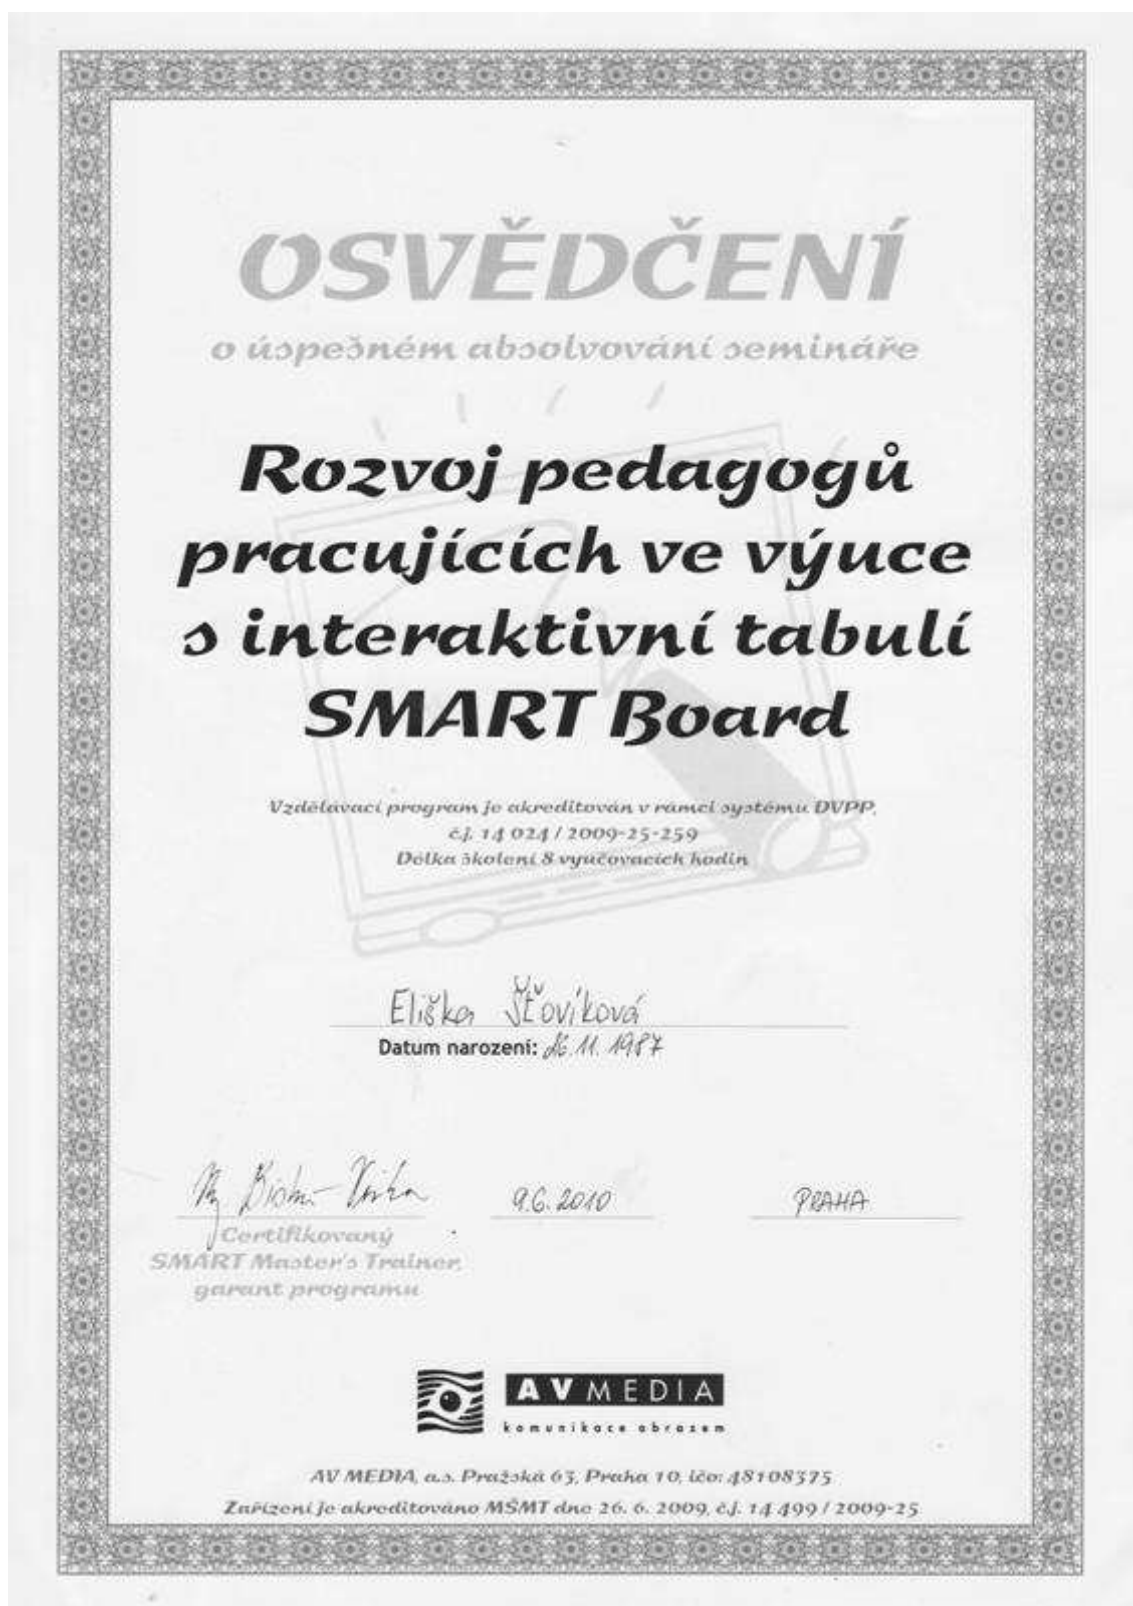 OSVĚDČENÍ
o úspešném absolvování semináře
Rozvoj pedagogů
pracujících ve výuce
s interaktivní tabulí
SMART Board
Vzdělávací program je akreditován v rámci systému DVPP,
č.j. 14 024 / 2009-25-259
Délka školení 8 vyučovacích hodin
Eliška Šťovíková
Datum narození: 26.11.1987
9.6.2010
PRAHA
Certifikovaný
SMART Master's Trainer,
garant programu
AV MEDIA
komunikace obrazem
AV MEDIA, a.s. Pražská 63, Praha 10, ičo: 48108375
Zařízení je akreditováno MŠMT dne 26. 6. 2009, č.j. 14 499 / 2009-25